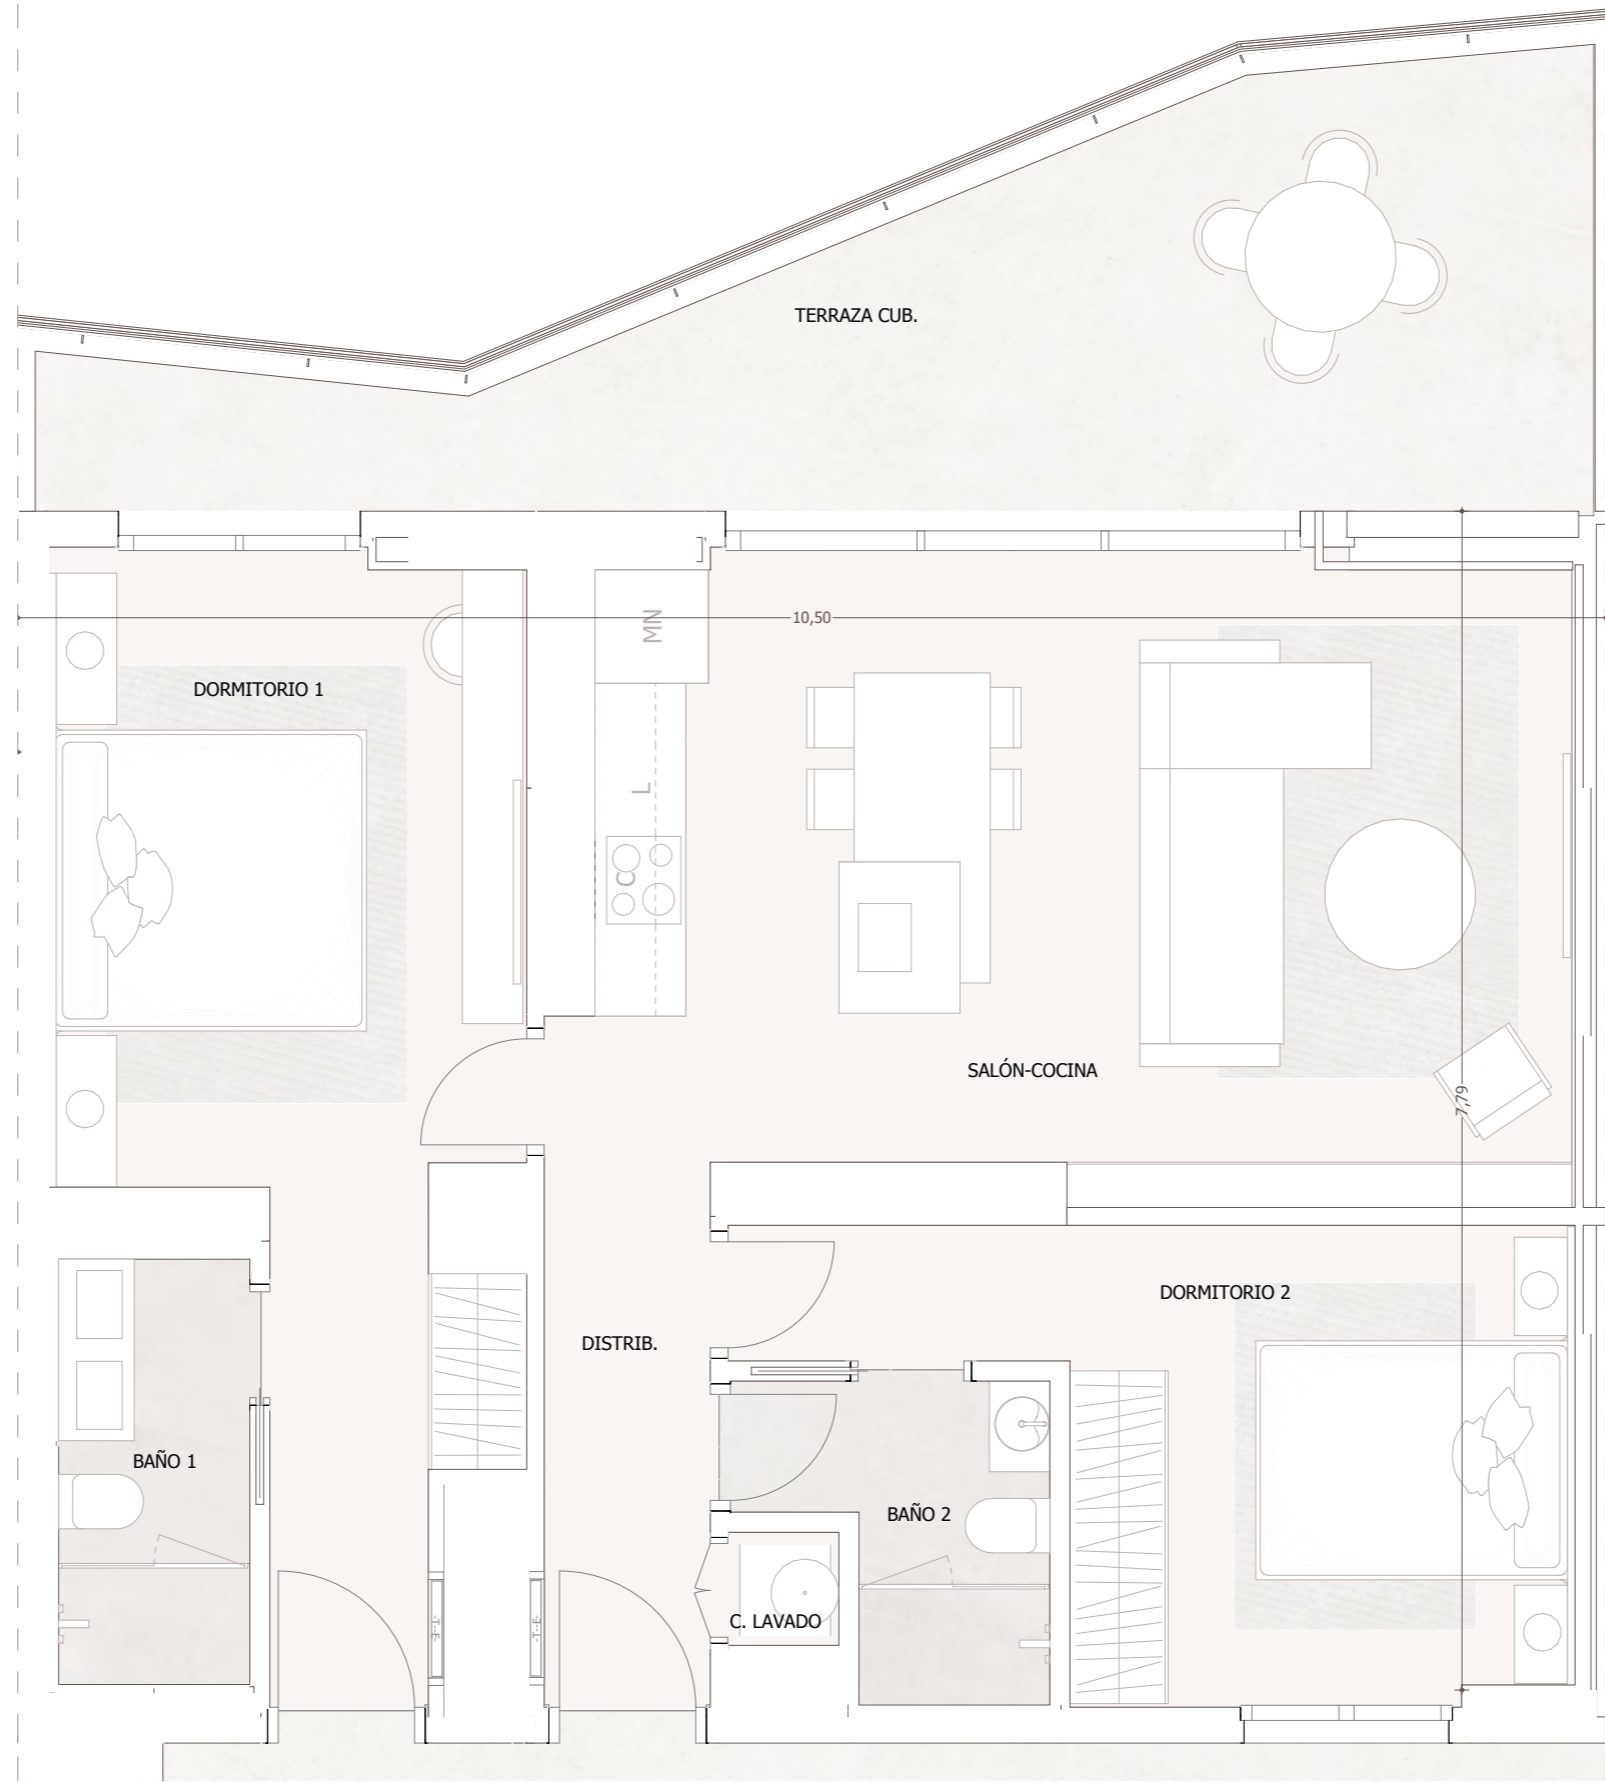 TERRAZA CUB.
10,50
MN
DORMITORIO 1
L
C
SALÓN-COCINA
7,79
DORMITORIO 2
DISTRIB.
BAÑO 1
BAÑO 2
C. LAVADO